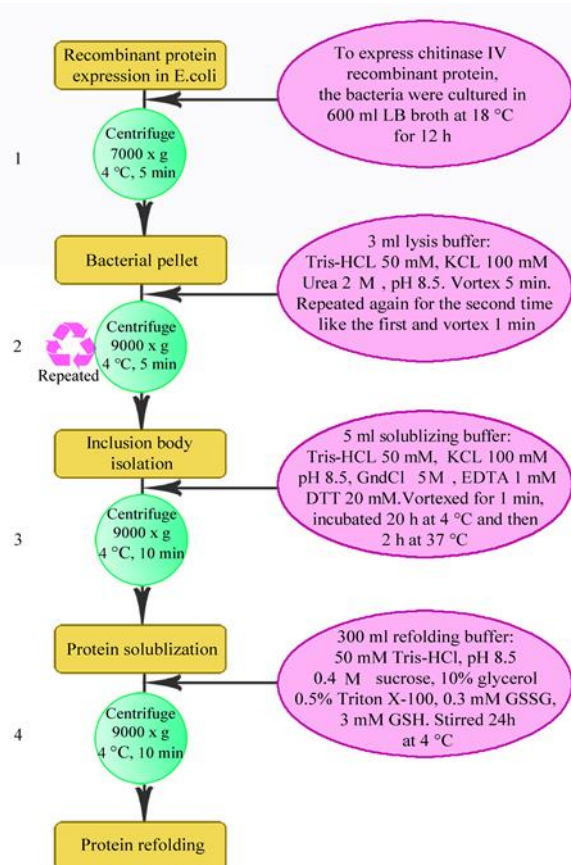 Recombinant protein
expression in E.coli
To express chitinase IV
recombinant protein,
the bacteria were cultured in
600 ml LB broth at 18 °C
for 12 h
1
Centrifuge
7000 x g
4 °C, 5 min
Bacterial pellet
3 ml lysis buffer:
Tris-HCL 50 mM, KCL 100 mM
Urea 2 M , pH 8.5. Vortex 5 min.
Repeated again for the second time
like the first and vortex 1 min
2
Repeated
Centrifuge
9000 x g
4 °C, 5 min
Inclusion body
isolation
5 ml solublizing buffer:
Tris-HCL 50 mM, KCL 100 mM
pH 8.5, GndCl 5M , EDTA 1 mM
DTT 20 mM.Vortexed for 1 min,
incubated 20 h at 4 °C and then
2 h at 37 °C
3
Centrifuge
9000 x g
4 °C, 10 min
Protein solublization
300 ml refolding buffer:
50 mM Tris-HCl, pH 8.5
0.4 M sucrose, 10% glycerol
0.5% Triton X-100, 0.3 mM GSSG,
3 mM GSH. Stirred 24h
at 4 °C
4
Centrifuge
9000 x g
4 °C, 10 min
Protein refolding